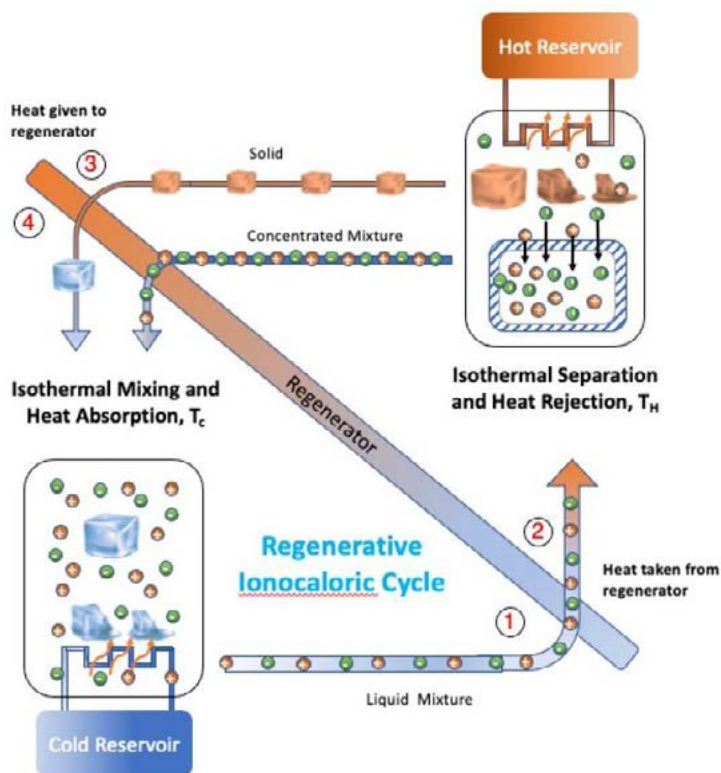 Hot Reservoir
Heat given to
regenerator
3
Solid
4
Concentrated Mixture
Isothermal Mixing and
Heat Absorption, Tc
Isothermal Separation
and Heat Rejection, TH
Regenerator
2
Regenerative
Ionocaloric Cycle
Heat taken from
regenerator
1
Liquid Mixture
Cold Reservoir